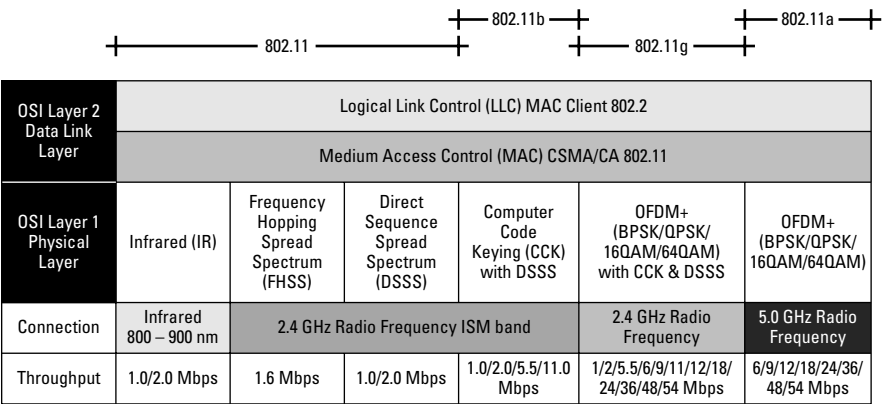 802.11b
802.11a
802.11
802.11g
OSI Layer 2
Data Link
Layer
Logical Link Control (LLC) MAC Client 802.2
Medium Access Control (MAC) CSMA/CA 802.11
OSI Layer 1
Physical
Layer
Infrared (IR)
Frequency
Hopping
Spread
Spectrum
(FHSS)
Direct
Sequence
Spread
Spectrum
(DSSS)
Computer
Code
Keying (CCK)
with DSSS
OFDM+
(BPSK/QPSK/
16QAM/64QAM)
with CCK & DSSS
OFDM+
(BPSK/QPSK/
16QAM/64QAM)
Connection
Infrared
800 – 900 nm
2.4 GHz Radio Frequency ISM band
2.4 GHz Radio
Frequency
5.0 GHz Radio
Frequency
Throughput
1.0/2.0 Mbps
1.6 Mbps
1.0/2.0 Mbps
1.0/2.0/5.5/11.0
Mbps
1/2/5.5/6/9/11/12/18/
24/36/48/54 Mbps
6/9/12/18/24/36/
48/54 Mbps